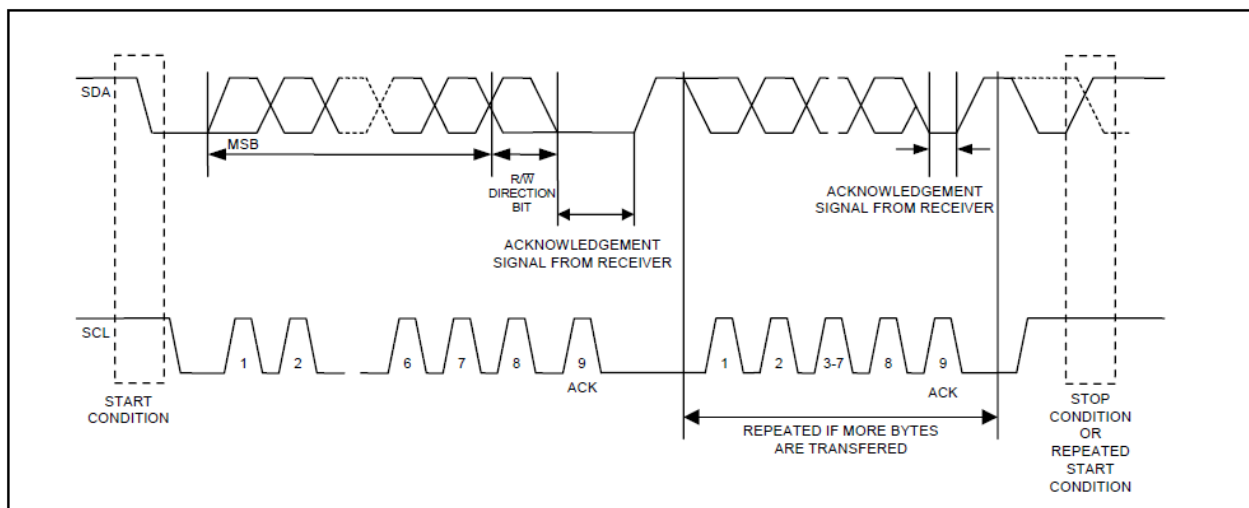 SDA
MSB
R/W̅
DIRECTION
BIT
ACKNOWLEDGEMENT
SIGNAL FROM RECEIVER
ACKNOWLEDGEMENT
SIGNAL FROM RECEIVER
SCL
1
2
6
7
8
9
ACK
1
2
3-7
8
9
ACK
START
CONDITION
REPEATED IF MORE BYTES
ARE TRANSFERED
STOP
CONDITION
OR
REPEATED
START
CONDITION